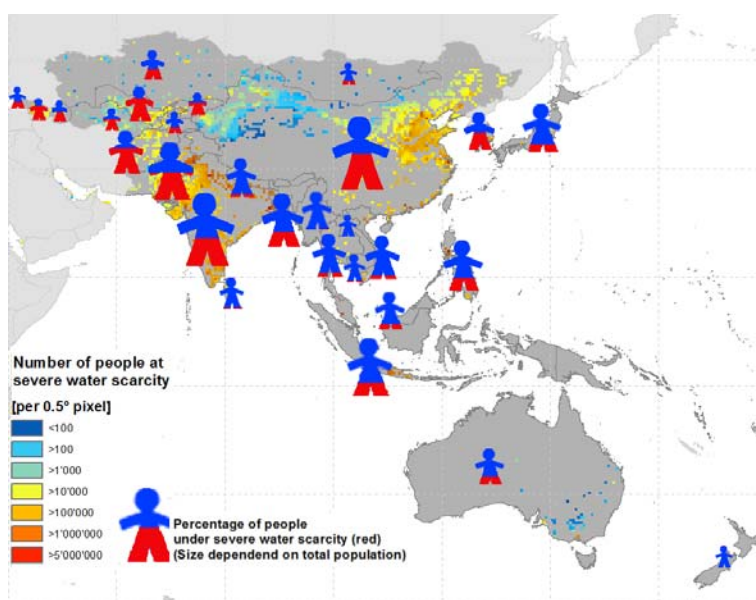 Number of people at
severe water scarcity
[per 0.5° pixel]
<100
>100
>1'000
>10'000
>100'000
>1'000'000
>5'000'000
Percentage of people
under severe water scarcity (red)
(Size dependend on total population)